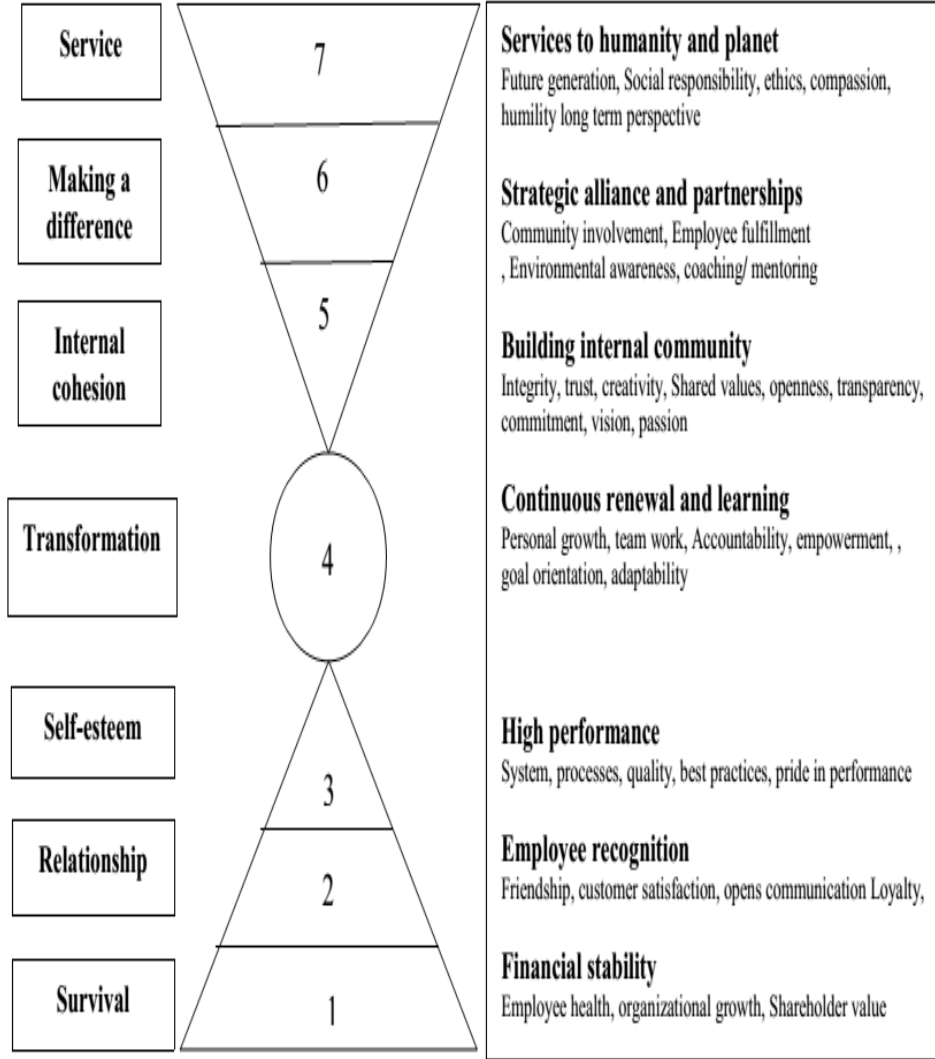 Service
7
Services to humanity and planet
Future generation, Social responsibility, ethics, compassion,
humility long term perspective
Making a
difference
6
Strategic alliance and partnerships
Community involvement, Employee fulfillment
, Environmental awareness, coaching/ mentoring
Internal
cohesion
5
Building internal community
Integrity, trust, creativity, Shared values, openness, transparency,
commitment, vision, passion
Transformation
4
Continuous renewal and learning
Personal growth, team work, Accountability, empowerment, ,
goal orientation, adaptability
Self-esteem
3
High performance
System, processes, quality, best practices, pride in performance
Relationship
2
Employee recognition
Friendship, customer satisfaction, opens communication Loyalty,
Survival
1
Financial stability
Employee health, organizational growth, Shareholder value